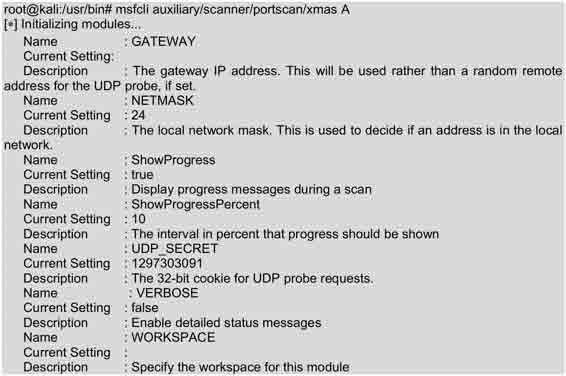 root@kali:/usr/bin# msfcli auxiliary/scanner/portscan/xmas A
[*] Initializing modules...
Name : GATEWAY
Current Setting:
Description : The gateway IP address. This will be used rather than a random remote
address for the UDP probe, if set.
Name : NETMASK
Current Setting : 24
Description : The local network mask. This is used to decide if an address is in the local
network.
Name : ShowProgress
Current Setting : true
Description : Display progress messages during a scan
Name : ShowProgressPercent
Current Setting : 10
Description : The interval in percent that progress should be shown
Name : UDP_SECRET
Current Setting : 1297303091
Description : The 32-bit cookie for UDP probe requests.
Name : VERBOSE
Current Setting : false
Description : Enable detailed status messages
Name : WORKSPACE
Current Setting :
Description : Specify the workspace for this module